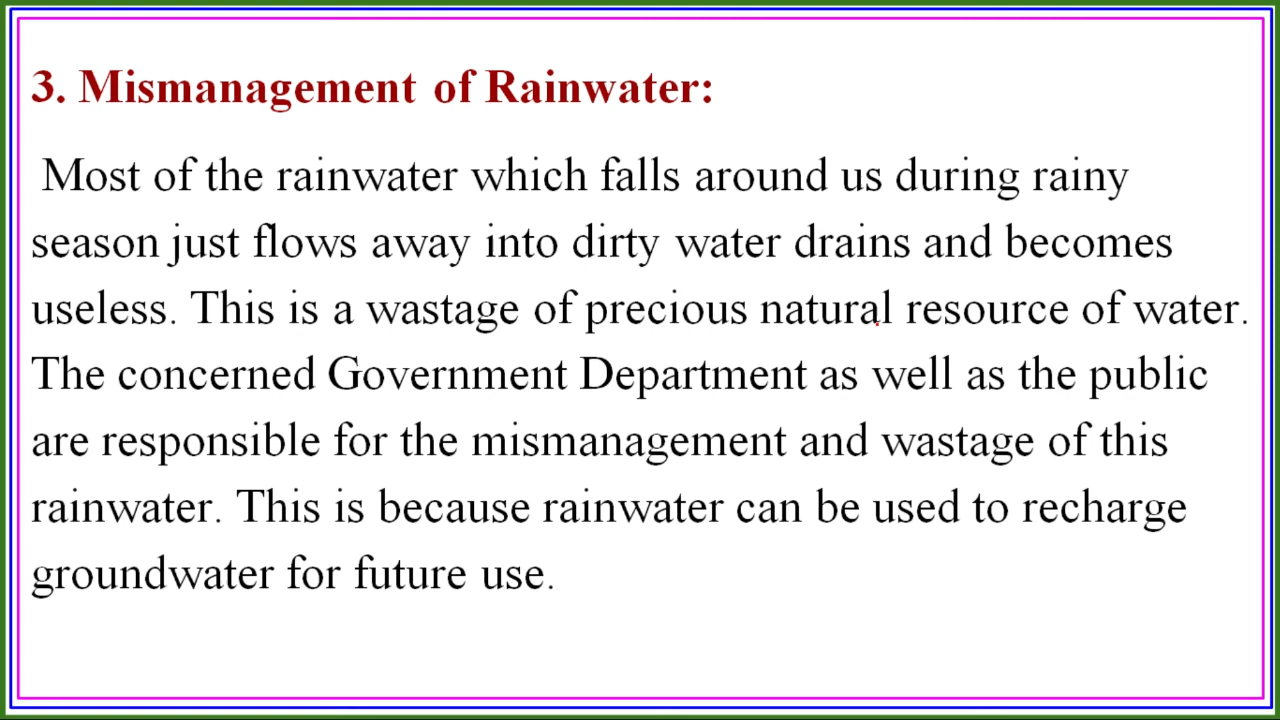 3. Mismanagement of Rainwater:
Most of the rainwater which falls around us during rainy
season just flows away into dirty water drains and becomes
useless. This is a wastage of precious natural resource of water.
The concerned Government Department as well as the public
are responsible for the mismanagement and wastage of this
rainwater. This is because rainwater can be used to recharge
groundwater for future use.